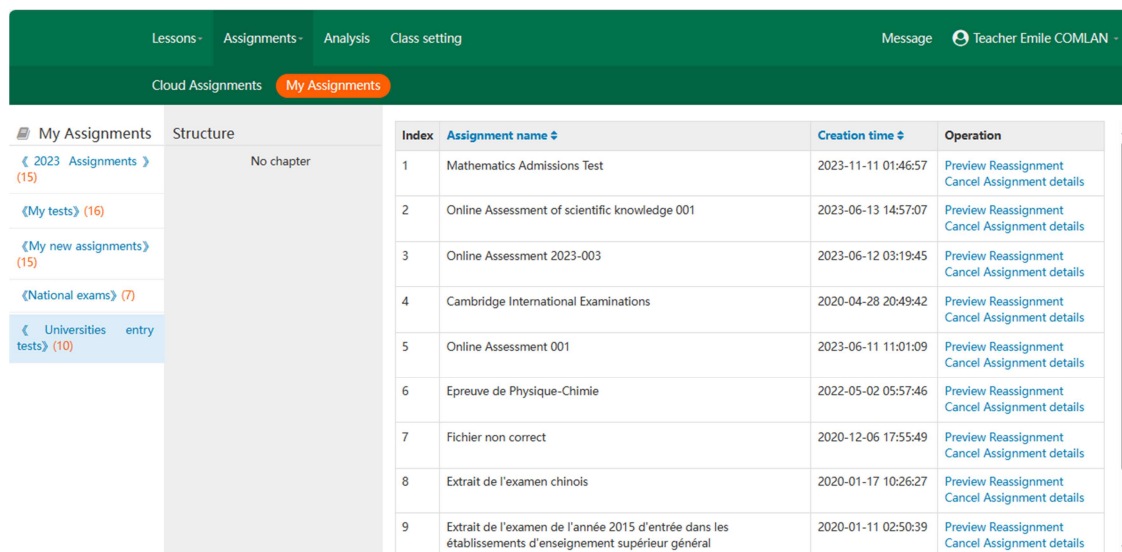 Lessons Assignments Analysis Class setting Message Teacher Emile COMLAN
Cloud Assignments My Assignments
My Assignments
《 2023 Assignments 》
(15)
《My tests》 (16)
《My new assignments》
(15)
《National exams》 (7)
《 Universities entry
tests》 (10)
Structure
No chapter
Index Assignment name Creation time Operation
1 Mathematics Admissions Test 2023-11-11 01:46:57 Preview Reassignment
Cancel Assignment details
2 Online Assessment of scientific knowledge 001 2023-06-13 14:57:07 Preview Reassignment
Cancel Assignment details
3 Online Assessment 2023-003 2023-06-12 03:19:45 Preview Reassignment
Cancel Assignment details
4 Cambridge International Examinations 2020-04-28 20:49:42 Preview Reassignment
Cancel Assignment details
5 Online Assessment 001 2023-06-11 11:01:09 Preview Reassignment
Cancel Assignment details
6 Epreuve de Physique-Chimie 2022-05-02 05:57:46 Preview Reassignment
Cancel Assignment details
7 Fichier non correct 2020-12-06 17:55:49 Preview Reassignment
Cancel Assignment details
8 Extrait de l'examen chinois 2020-01-17 10:26:27 Preview Reassignment
Cancel Assignment details
9 Extrait de l'examen de l'année 2015 d'entrée dans les 2020-01-11 02:50:39 Preview Reassignment
établissements d'enseignement supérieur général Cancel Assignment details